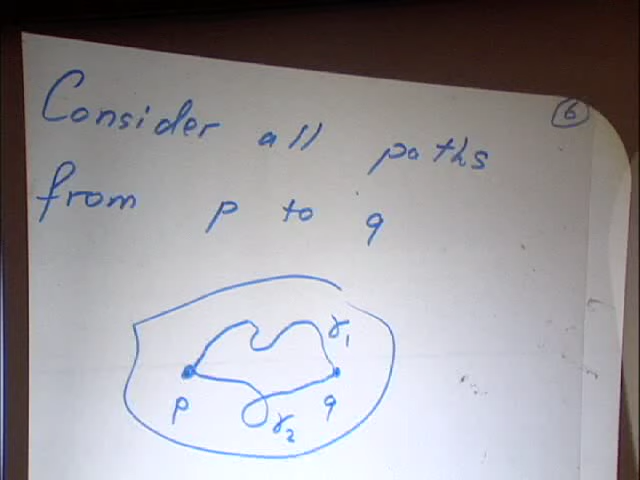 6
Consider all paths
from p to q
γ₁
p q
γ₂